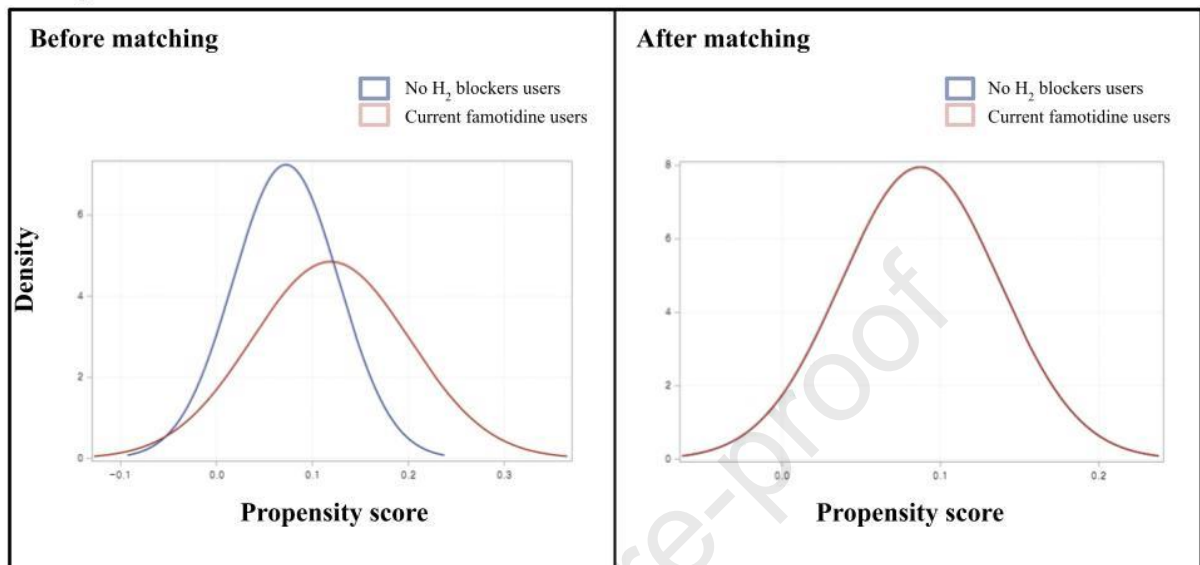 Before matching
No H₂ blockers users
Current famotidine users
Density
6
4
2
0
−0.1
0.0
0.1
0.2
0.3
Propensity score
After matching
No H₂ blockers users
Current famotidine users
8
6
4
2
0
0.0
0.1
0.2
Propensity score
re-proof